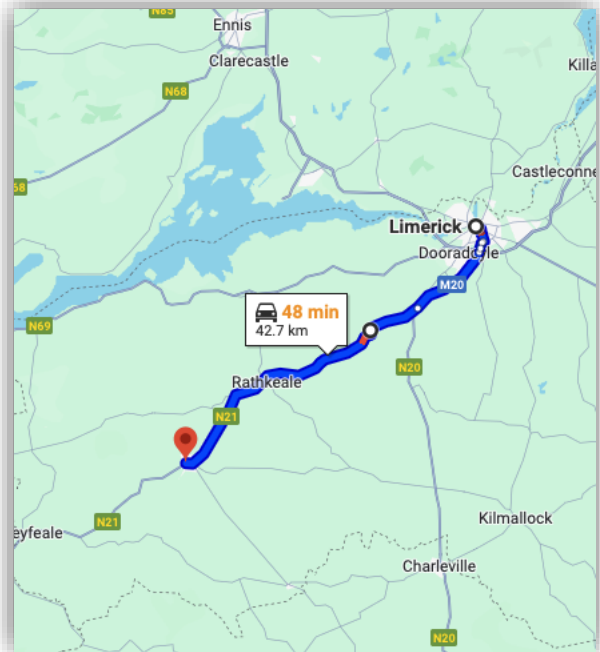 N85
Ennis
Clarecastle
Killa
N68
68
Castleconne
Limerick
Dooradoyle
M20
48 min
42.7 km
N69
N20
Rathkeale
N21
N21
eyfeale
Kilmallock
Charleville
N20